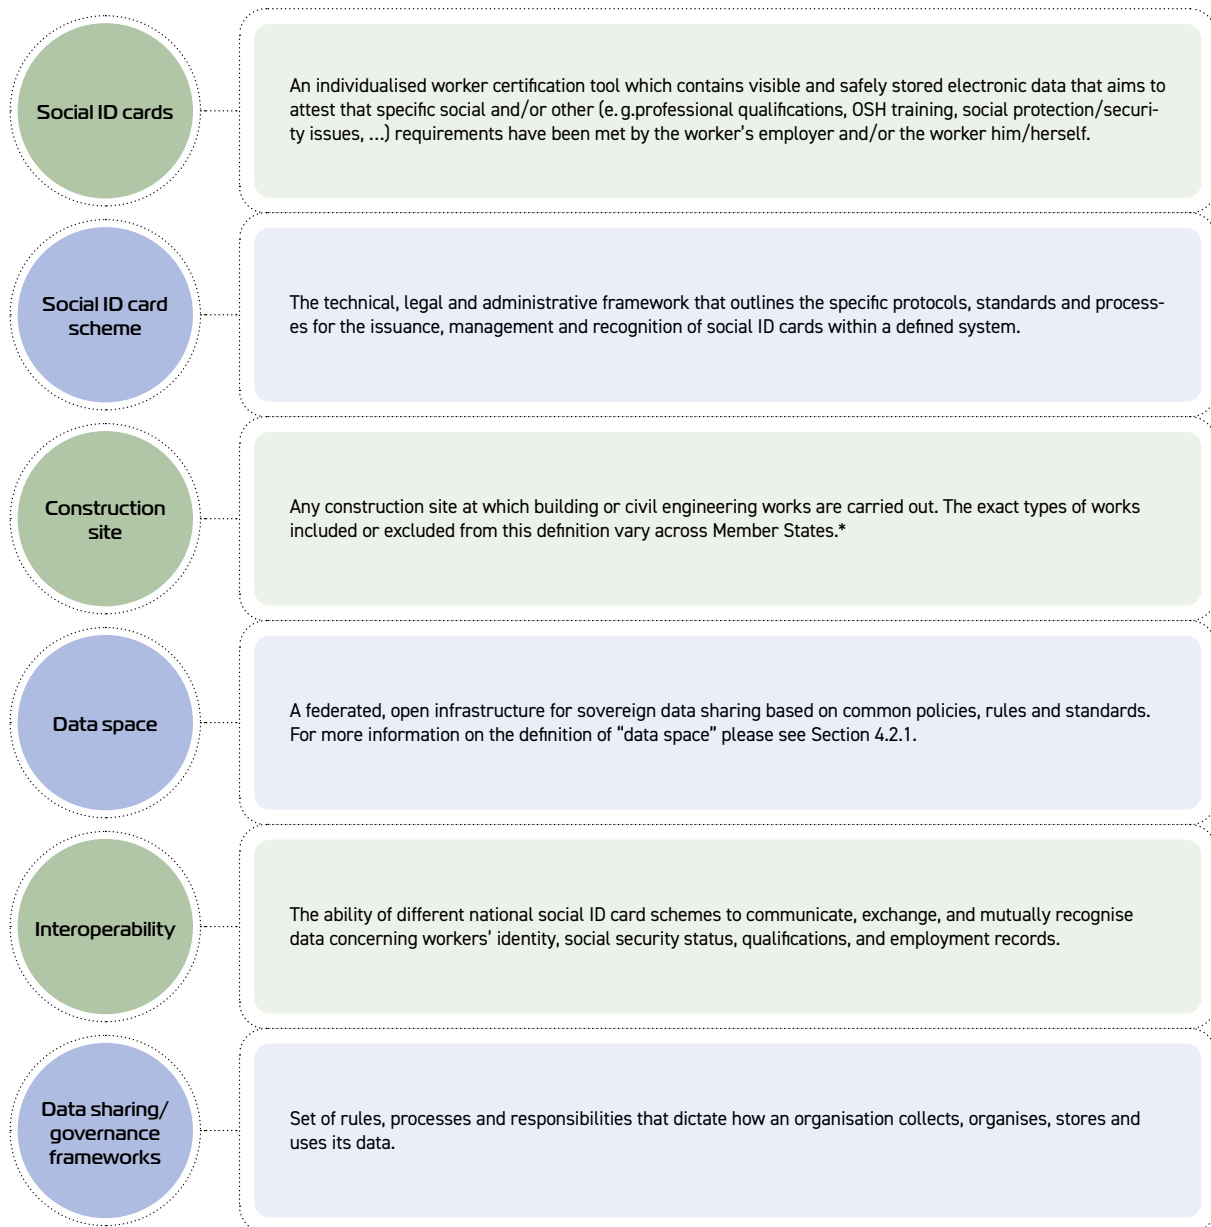 Social ID cards
An individualised worker certification tool which contains visible and safely stored electronic data that aims to
attest that specific social and/or other (e. g.professional qualifications, OSH training, social protection/securi-
ty issues, ...) requirements have been met by the worker's employer and/or the worker him/herself.
Social ID card
scheme
The technical, legal and administrative framework that outlines the specific protocols, standards and process-
es for the issuance, management and recognition of social ID cards within a defined system.
Construction
site
Any construction site at which building or civil engineering works are carried out. The exact types of works
included or excluded from this definition vary across Member States.*
Data space
A federated, open infrastructure for sovereign data sharing based on common policies, rules and standards.
For more information on the definition of “data space” please see Section 4.2.1.
Interoperability
The ability of different national social ID card schemes to communicate, exchange, and mutually recognise
data concerning workers’ identity, social security status, qualifications, and employment records.
Data sharing/
governance
frameworks
Set of rules, processes and responsibilities that dictate how an organisation collects, organises, stores and
uses its data.